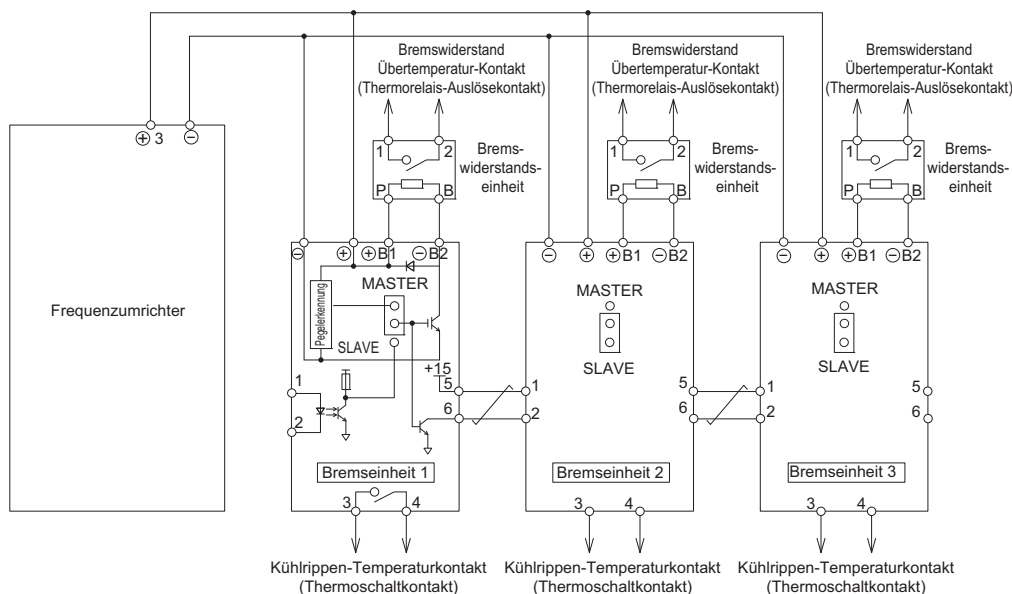 Bremswiderstand
Übertemperatur-Kontakt
(Thermorelais-Auslösekontakt)
Bremswiderstand
Übertemperatur-Kontakt
(Thermorelais-Auslösekontakt)
Bremswiderstand
Übertemperatur-Kontakt
(Thermorelais-Auslösekontakt)
⊕ 3 ⊖
1 2
P B
Brems-
widerstands-
einheit
1 2
P B
Brems-
widerstands-
einheit
1 2
P B
Brems-
widerstands-
einheit
Frequenzumrichter
⊖ ⊕ ⊕B1 ⊖B2
MASTER
Pegelerkennung
SLAVE
+15
1
2
5
6
Bremseinheit 1
3 4
Kühlrippen-Temperaturkontakt
(Thermoschaltkontakt)
⊖ ⊕ ⊕B1 ⊖B2
MASTER
SLAVE
1
2
5
6
Bremseinheit 2
3 4
Kühlrippen-Temperaturkontakt
(Thermoschaltkontakt)
⊖ ⊕ ⊕B1 ⊖B2
MASTER
SLAVE
1
2
5
6
Bremseinheit 3
3 4
Kühlrippen-Temperaturkontakt
(Thermoschaltkontakt)